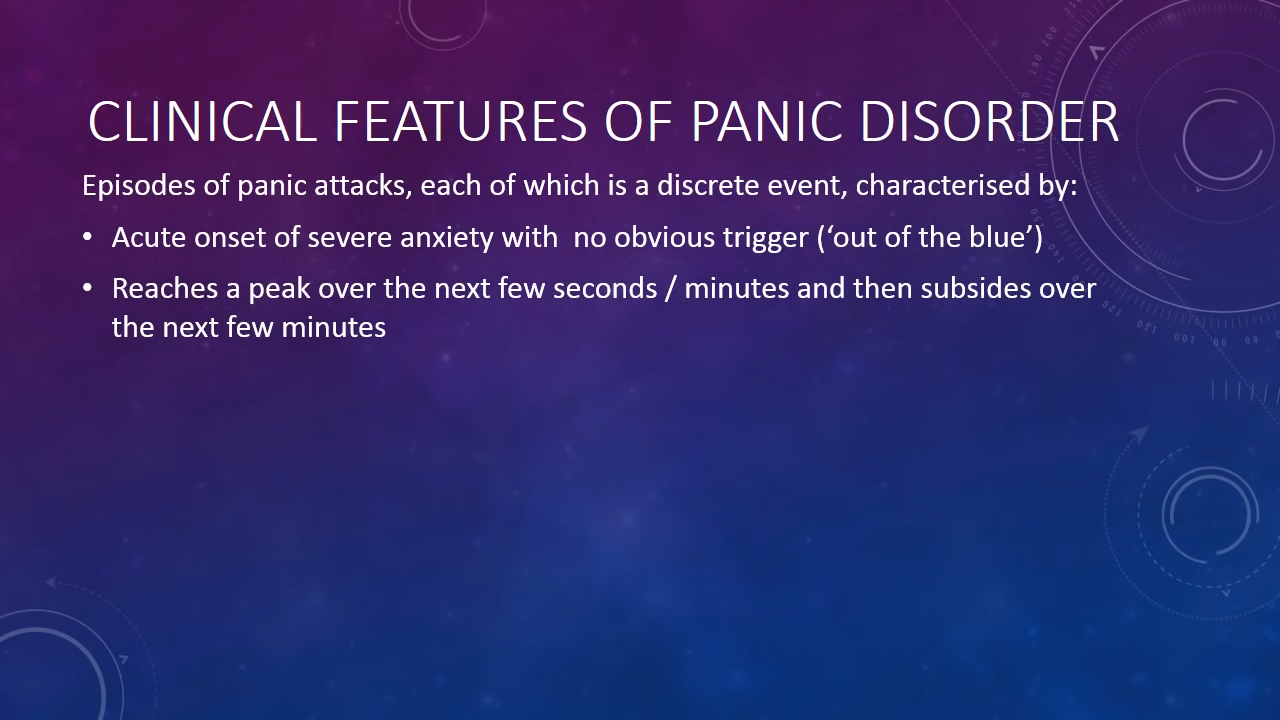 CLINICAL FEATURES OF PANIC DISORDER
Episodes of panic attacks, each of which is a discrete event, characterised by:
• Acute onset of severe anxiety with  no obvious trigger (‘out of the blue’)
• Reaches a peak over the next few seconds / minutes and then subsides over
the next few minutes